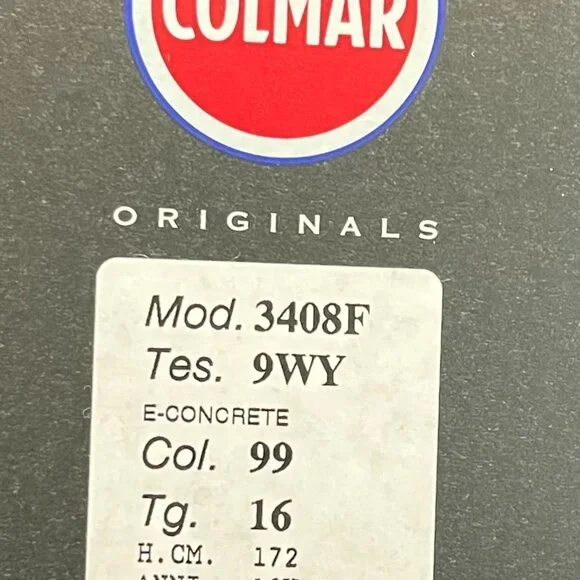 COLMAR
ORIGINALS
Mod. 3408F
Tes. 9WY
E-CONCRETE
Col. 99
Tg. 16
H.CM. 172